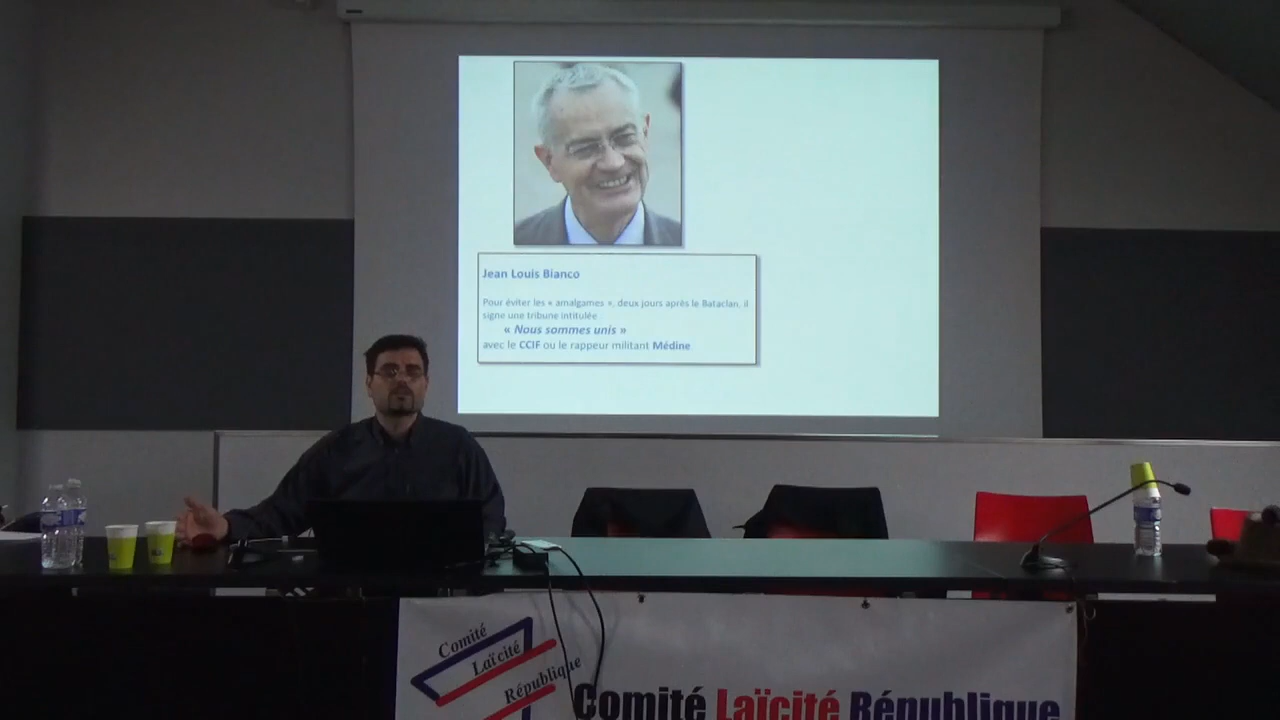 Jean Louis Bianco
Pour éviter les « amalgames », deux jours après le Bataclan, il
signe une tribune intitulée
« Nous sommes unis »
avec le CCIF ou le rappeur militant Médine
Comité
Laïcité
République
Comité Laïcité République